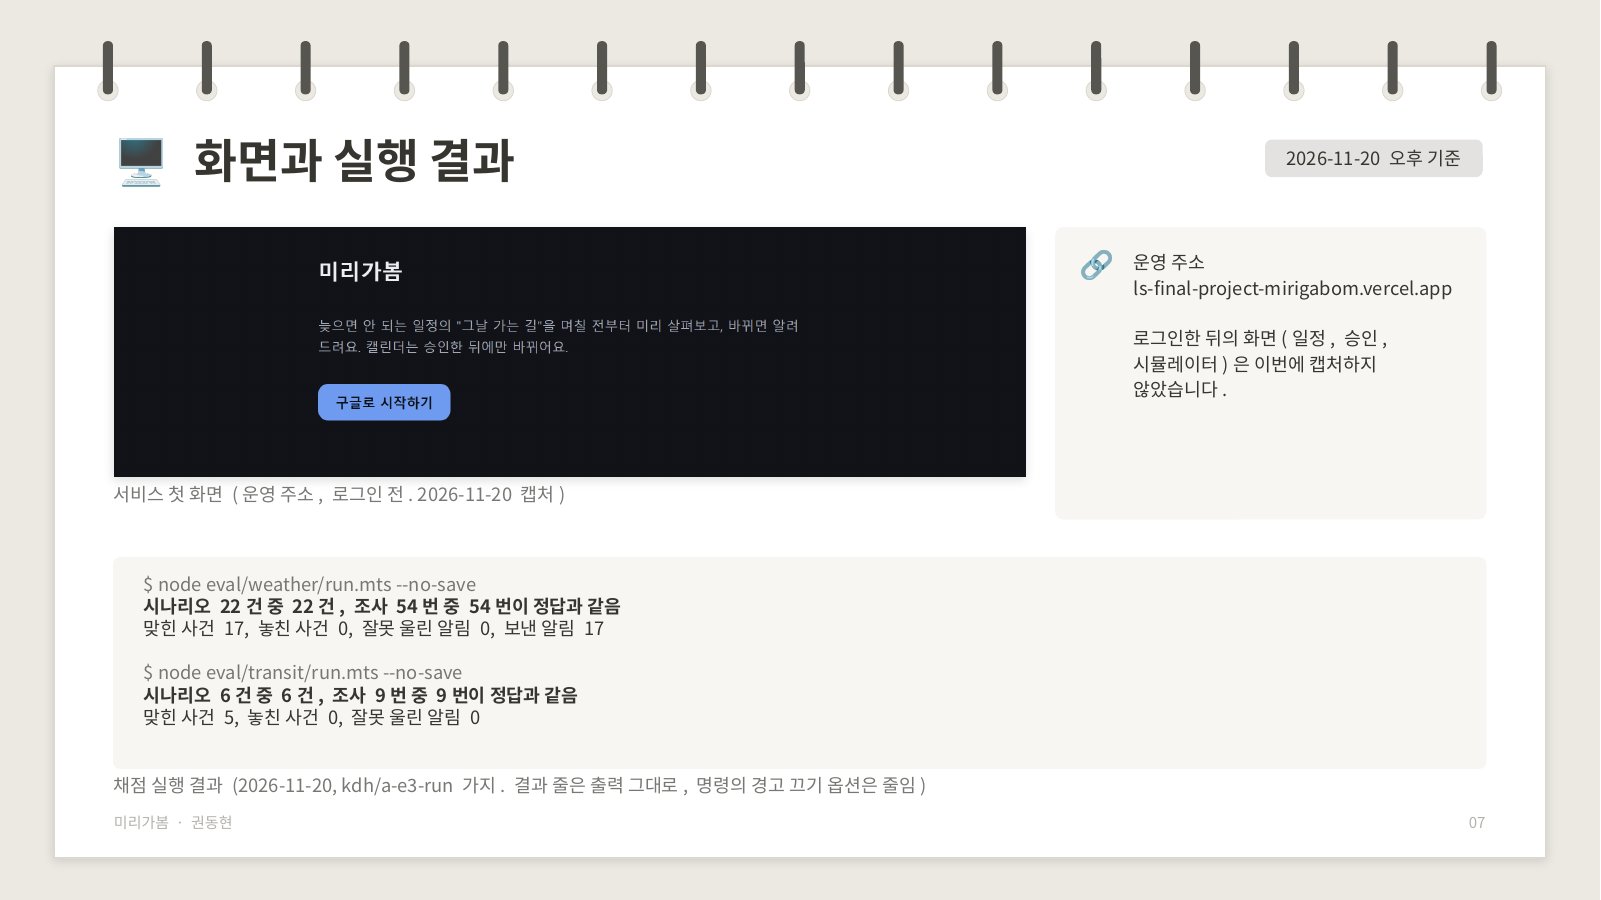 화면과 실행 결과
2026-11-20 오후 기준
미리가봄
늦으면 안 되는 일정의 "그날 가는 길"을 며칠 전부터 미리 살펴보고, 바뀌면 알려
드려요. 캘린더는 승인한 뒤에만 바뀌어요.
구글로 시작하기
서비스 첫 화면 (운영 주소, 로그인 전. 2026-11-20 캡처)
운영 주소
ls-final-project-mirigabom.vercel.app
로그인한 뒤의 화면(일정, 승인,
시뮬레이터)은 이번에 캡처하지
않았습니다.
$ node eval/weather/run.mts --no-save
시나리오 22건 중 22건, 조사 54번 중 54번이 정답과 같음
맞힌 사건 17, 놓친 사건 0, 잘못 울린 알림 0, 보낸 알림 17
$ node eval/transit/run.mts --no-save
시나리오 6건 중 6건, 조사 9번 중 9번이 정답과 같음
맞힌 사건 5, 놓친 사건 0, 잘못 울린 알림 0
채점 실행 결과 (2026-11-20, kdh/a-e3-run 가지. 결과 줄은 출력 그대로, 명령의 경고 끄기 옵션은 줄임)
미리가봄 · 권동현
07